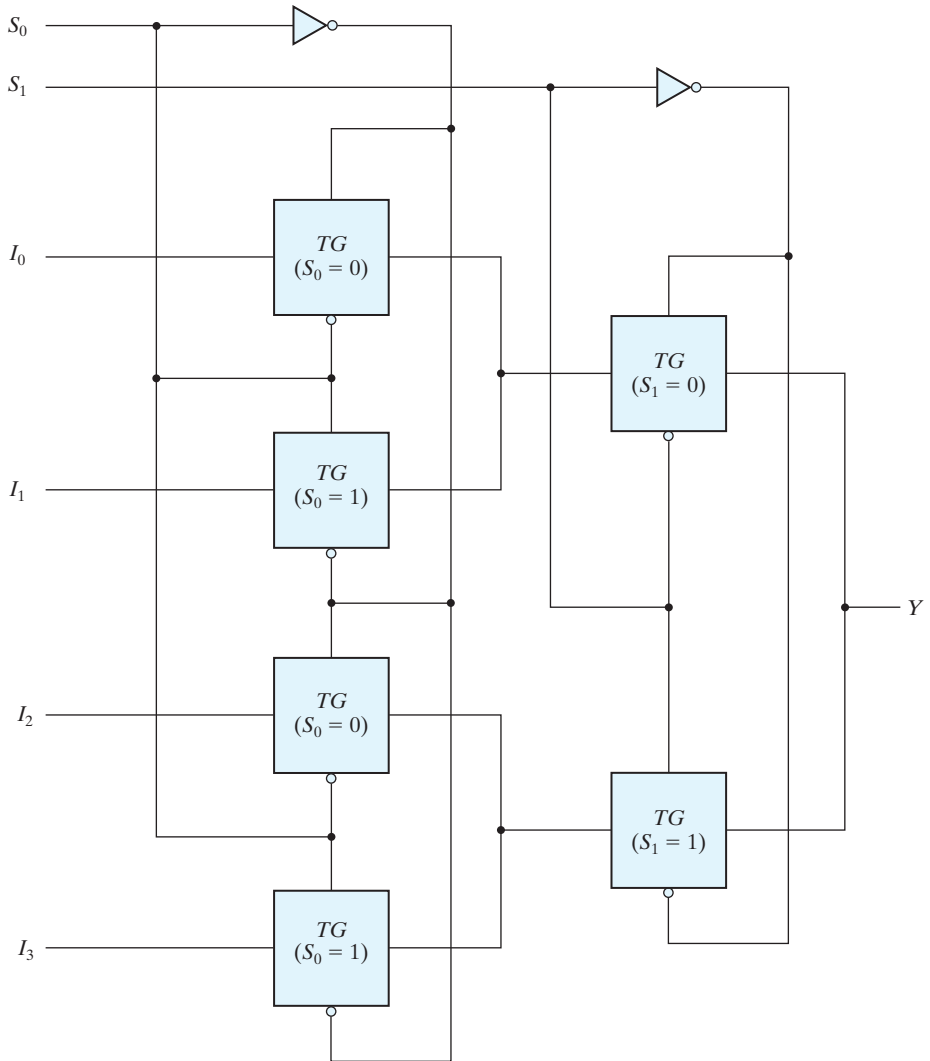 S₀
S₁
TG
(S₀ = 0)
I₀
TG
(S₁ = 0)
TG
(S₀ = 1)
I₁
Y
TG
(S₀ = 0)
I₂
TG
(S₁ = 1)
TG
(S₀ = 1)
I₃